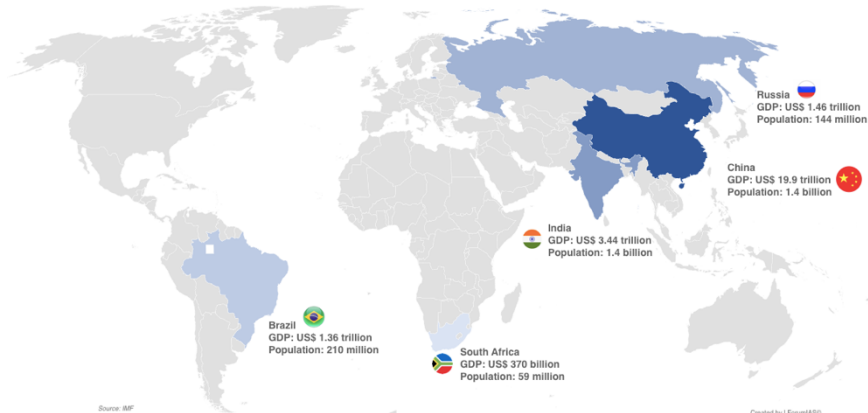 Russia
GDP: US$ 1.46 trillion
Population: 144 million
China
GDP: US$ 19.9 trillion
Population: 1.4 billion
India
GDP: US$ 3.44 trillion
Population: 1.4 billion
Brazil
GDP: US$ 1.36 trillion
Population: 210 million
South Africa
GDP: US$ 370 billion
Population: 59 million
Source: IMF
Created by